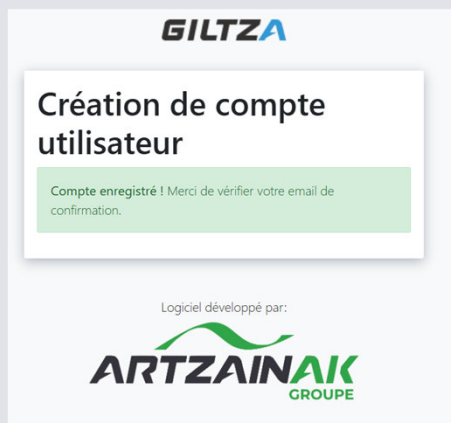 GILTZA
Création de compte
utilisateur
Compte enregistré ! Merci de vérifier votre email de
confirmation.
Logiciel développé par:
ARTZAINAK
GROUPE